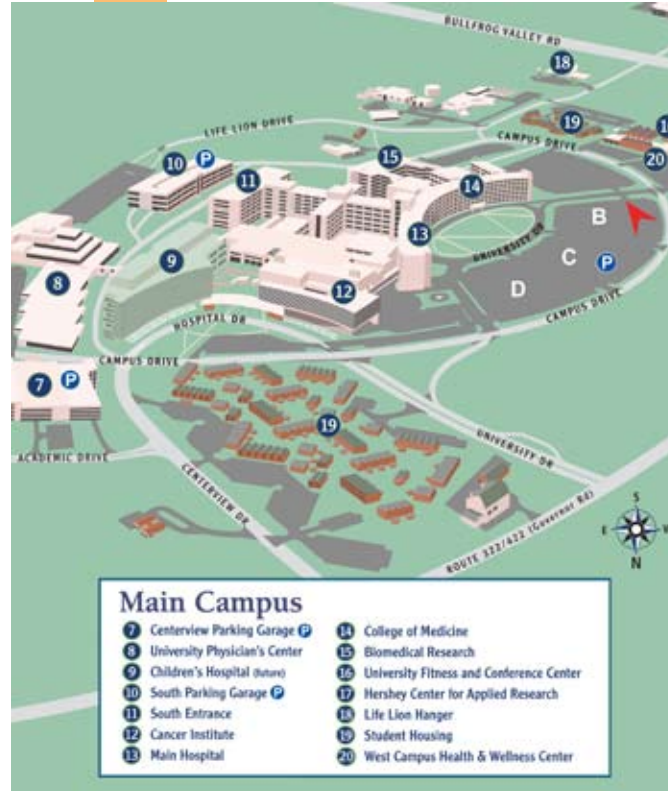 BULLFROG VALLEY RD
18
LIFE LION DRIVE
19
CAMPUS DRIVE
20
10 P
15
11
14
B
13
UNIVERSITY DR
C
P
9
8
12
D
HOSPITAL DR
CAMPUS DRIVE
CAMPUS DRIVE
7 P
19
ACADEMIC DRIVE
UNIVERSITY DR
CENTERVIEW DR
ROUTE 322/422 (Governor Rd)
S
E
N
Main Campus
7 Centerview Parking Garage P
8 University Physician's Center
9 Children's Hospital (future)
10 South Parking Garage P
11 South Entrance
12 Cancer Institute
13 Main Hospital
14 College of Medicine
15 Biomedical Research
16 University Fitness and Conference Center
17 Hershey Center for Applied Research
18 Life Lion Hanger
19 Student Housing
20 West Campus Health & Wellness Center